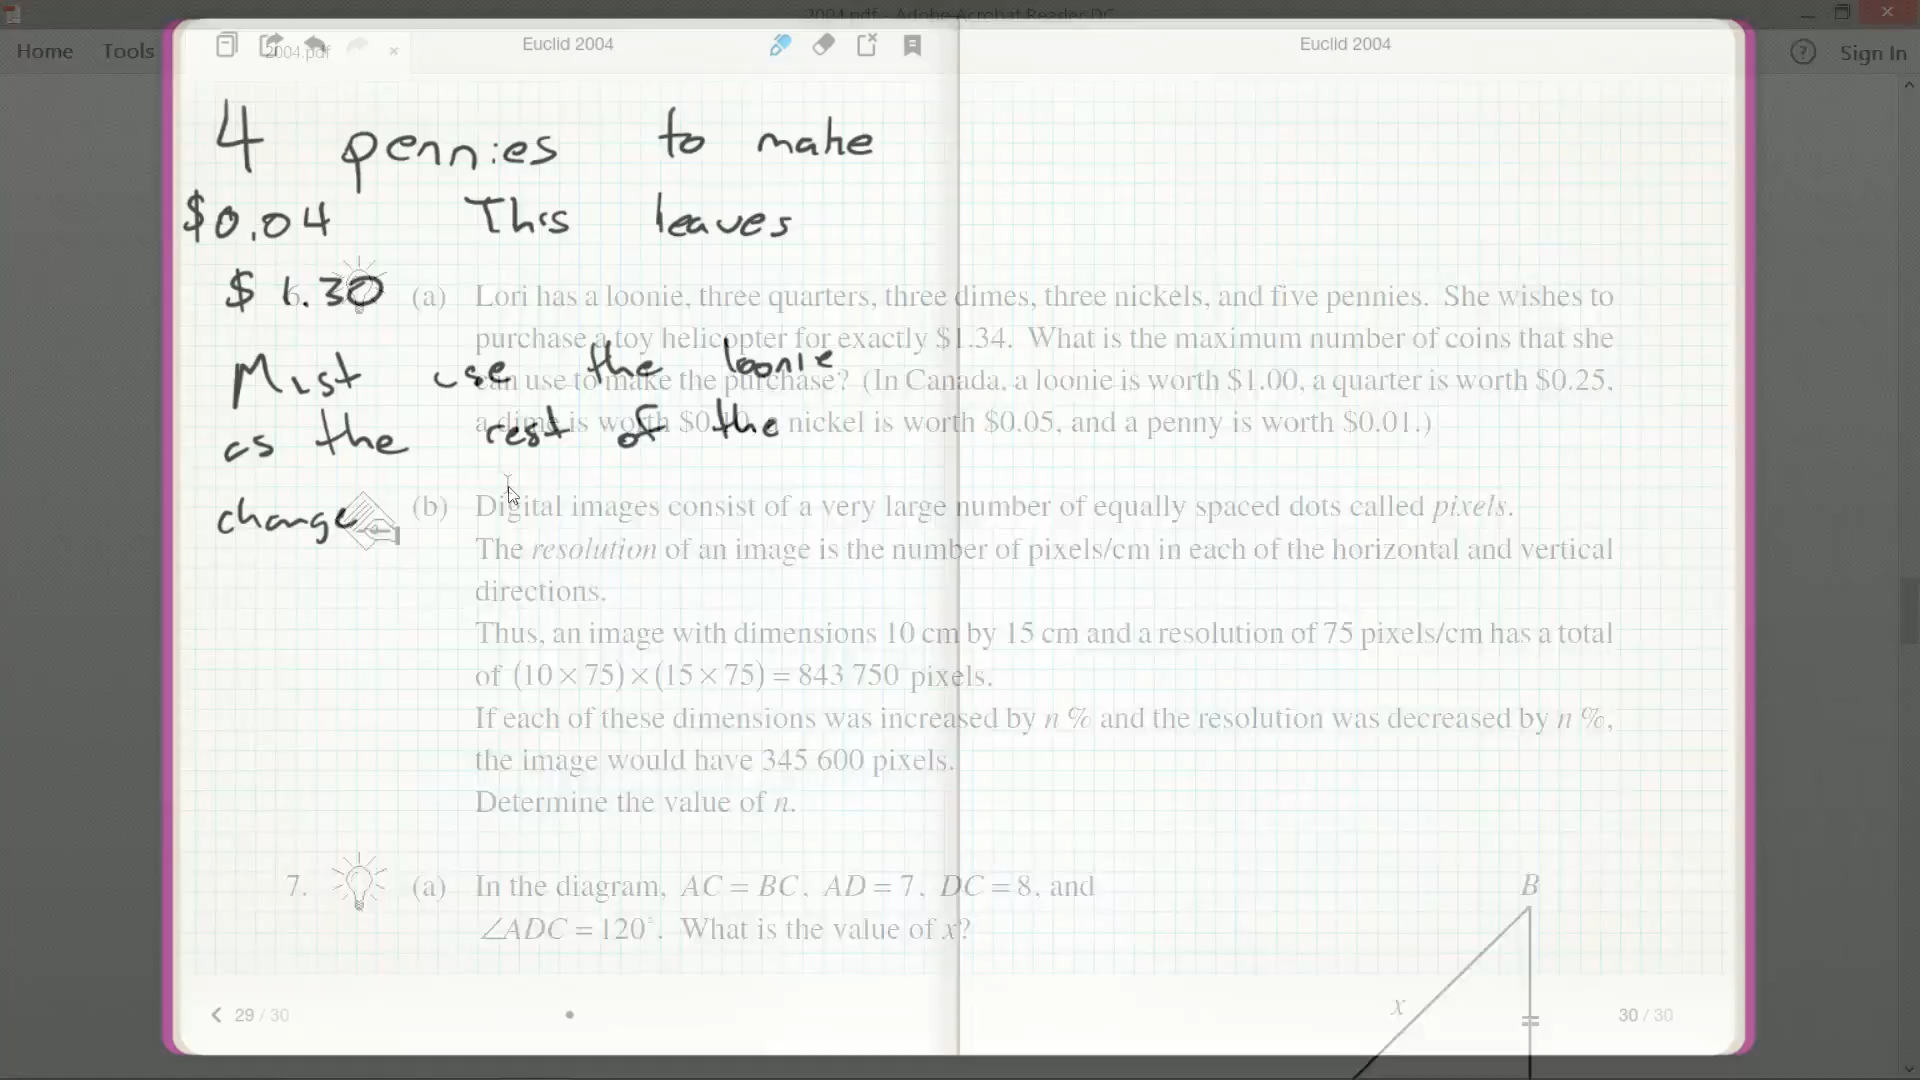 2004.pdf - Adobe Acrobat Reader DC
Home Tools 2004.pdf Sign In
Euclid 2004 Euclid 2004
4 pennies to make
$0.04 This leaves
$ 1.30
Must use the loonie
as the rest of the
change
(a) Lori has a loonie, three quarters, three dimes, three nickels, and five pennies. She wishes to
purchase a toy helicopter for exactly $1.34. What is the maximum number of coins that she
can use to make the purchase? (In Canada, a loonie is worth $1.00, a quarter is worth $0.25,
a dime is worth $0.10, a nickel is worth $0.05, and a penny is worth $0.01.)
(b) Digital images consist of a very large number of equally spaced dots called pixels.
The resolution of an image is the number of pixels/cm in each of the horizontal and vertical
directions.
Thus, an image with dimensions 10 cm by 15 cm and a resolution of 75 pixels/cm has a total
of (10 × 75) × (15 × 75) = 843 750 pixels.
If each of these dimensions was increased by n % and the resolution was decreased by n %,
the image would have 345 600 pixels.
Determine the value of n.
7. (a) In the diagram, AC = BC, AD = 7, DC = 8, and
∠ADC = 120°. What is the value of x?
B
x
29 / 30 30 / 30